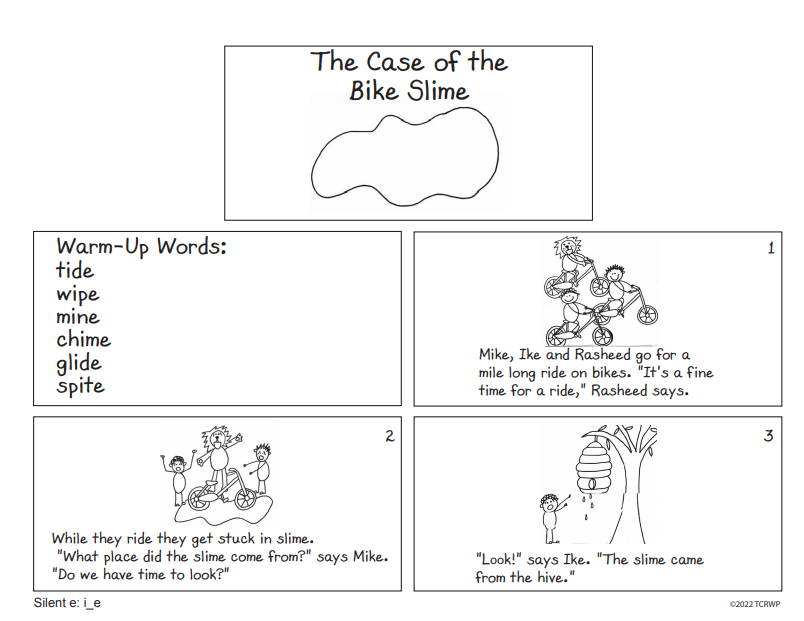 The Case of the
Bike Slime
Warm-Up Words:
tide
wipe
mine
chime
glide
spite
1
Mike, Ike and Rasheed go for a
mile long ride on bikes. "It's a fine
time for a ride," Rasheed says.
2
While they ride they get stuck in slime.
"What place did the slime come from?" says Mike.
"Do we have time to look?"
3
"Look!" says Ike. "The slime came
from the hive."
Silent e: i_e
©2022 TCRWP